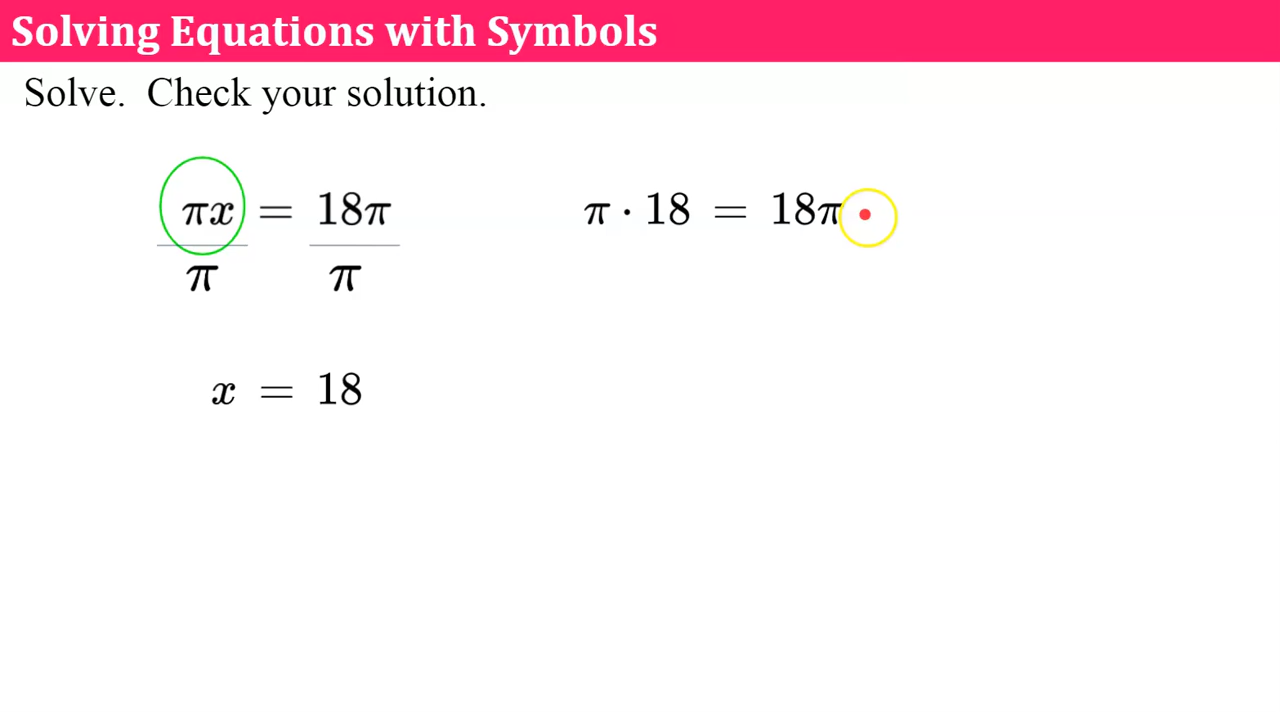 Solving Equations with Symbols
Solve. Check your solution.
πx = 18π
π π
π · 18 = 18π
x = 18